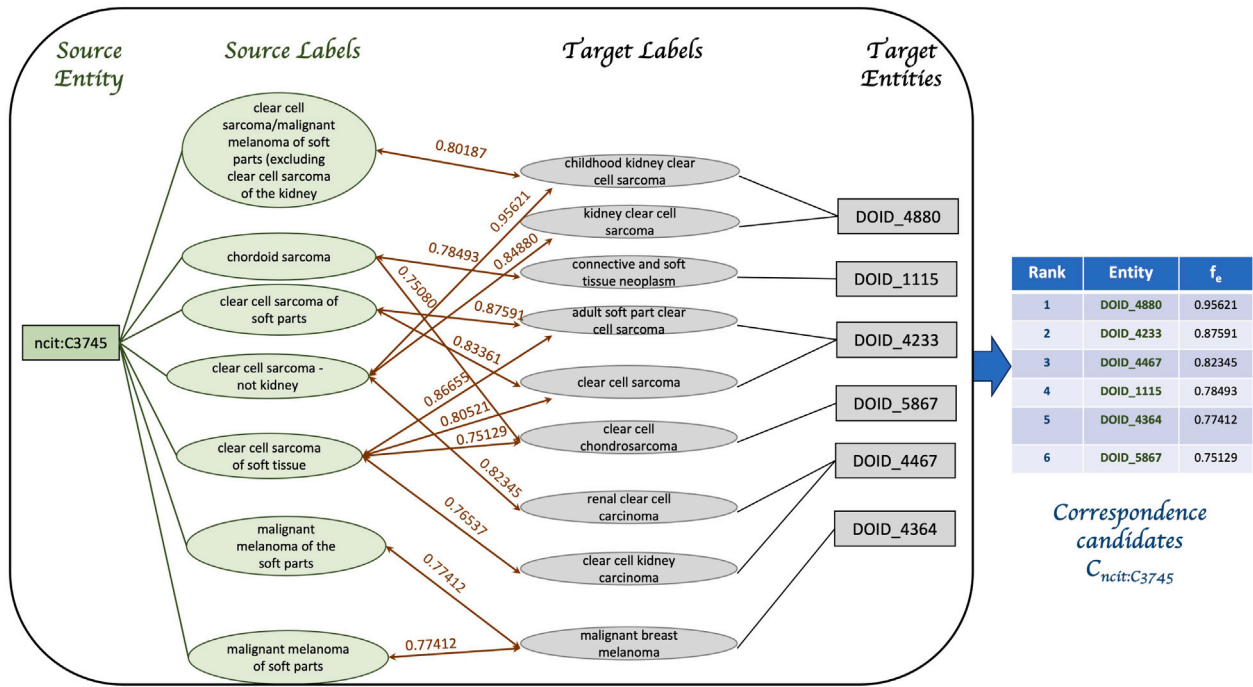 Source
Entity
Source Labels
Target Labels
Target
Entities
ncit:C3745
clear cell
sarcoma/malignant
melanoma of soft
parts (excluding
clear cell sarcoma
of the kidney
chordoid sarcoma
clear cell sarcoma of
soft parts
clear cell sarcoma -
not kidney
clear cell sarcoma
of soft tissue
malignant
melanoma of the
soft parts
malignant melanoma
of soft parts
0.80187
0.95621
0.84880
0.78493
0.75080
0.87591
0.83361
0.86655
0.80521
0.75129
0.82345
0.76537
0.77412
0.77412
childhood kidney clear
cell sarcoma
kidney clear cell
sarcoma
connective and soft
tissue neoplasm
adult soft part clear
cell sarcoma
clear cell sarcoma
clear cell
chondrosarcoma
renal clear cell
carcinoma
clear cell kidney
carcinoma
malignant breast
melanoma
DOID_4880
DOID_1115
DOID_4233
DOID_5867
DOID_4467
DOID_4364
Rank Entity fe
1 DOID_4880 0.95621
2 DOID_4233 0.87591
3 DOID_4467 0.82345
4 DOID_1115 0.78493
5 DOID_4364 0.77412
6 DOID_5867 0.75129
Correspondence
candidates
Cncit:C3745